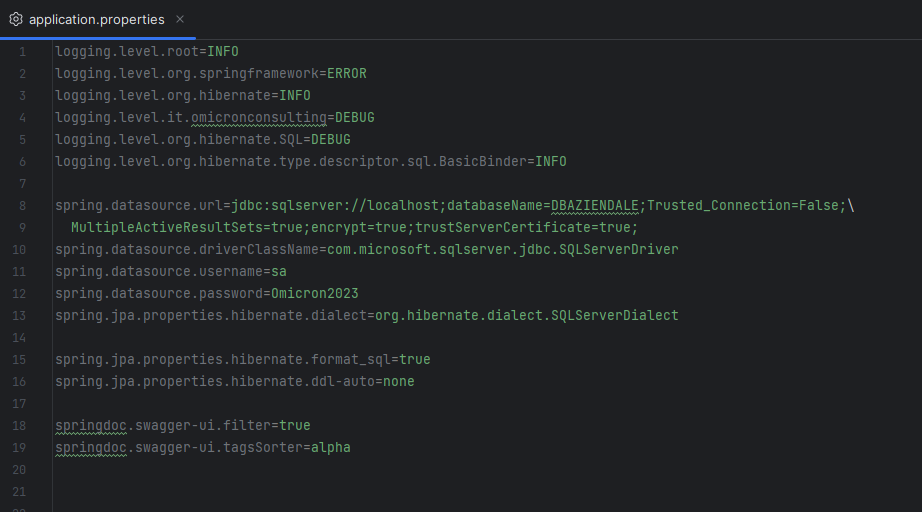 application.properties
1 logging.level.root=INFO
2 logging.level.org.springframework=ERROR
3 logging.level.org.hibernate=INFO
4 logging.level.it.omicronconsulting=DEBUG
5 logging.level.org.hibernate.SQL=DEBUG
6 logging.level.org.hibernate.type.descriptor.sql.BasicBinder=INFO
7
8 spring.datasource.url=jdbc:sqlserver://localhost;databaseName=DBAZIENDALE;Trusted_Connection=False;\
9 MultipleActiveResultSets=true;encrypt=true;trustServerCertificate=true;
10 spring.datasource.driverClassName=com.microsoft.sqlserver.jdbc.SQLServerDriver
11 spring.datasource.username=sa
12 spring.datasource.password=Omicron2023
13 spring.jpa.properties.hibernate.dialect=org.hibernate.dialect.SQLServerDialect
14
15 spring.jpa.properties.hibernate.format_sql=true
16 spring.jpa.properties.hibernate.ddl-auto=none
17
18 springdoc.swagger-ui.filter=true
19 springdoc.swagger-ui.tagsSorter=alpha
20
21